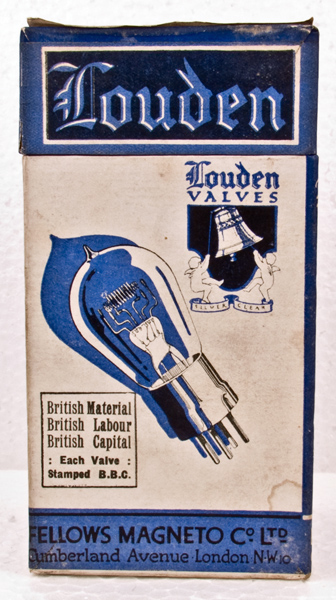 Louden
Louden
VALVES
SILVER CLEAR
British Material
British Labour
British Capital
: Each Valve :
Stamped B.B.C.
FELLOWS MAGNETO Co. LTD
Cumberland Avenue · London · N·W·10